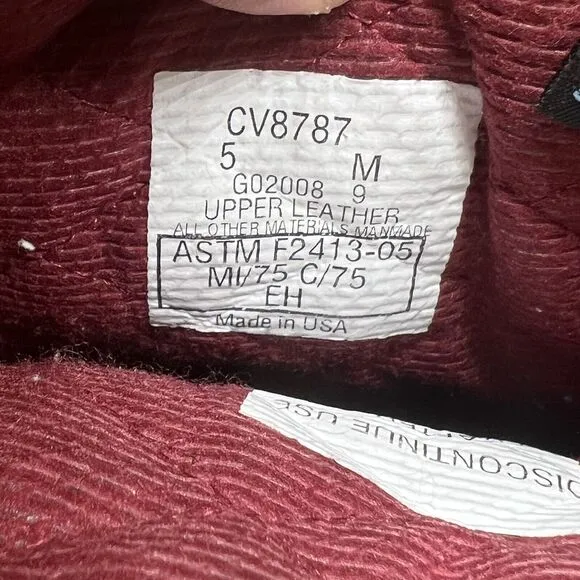 CV8787
5 M
G02008 9
UPPER LEATHER
ALL OTHER MATERIALS MANMADE
ASTM F2413-05
MI/75 C/75
EH
Made in USA
DISCONTINUE USE